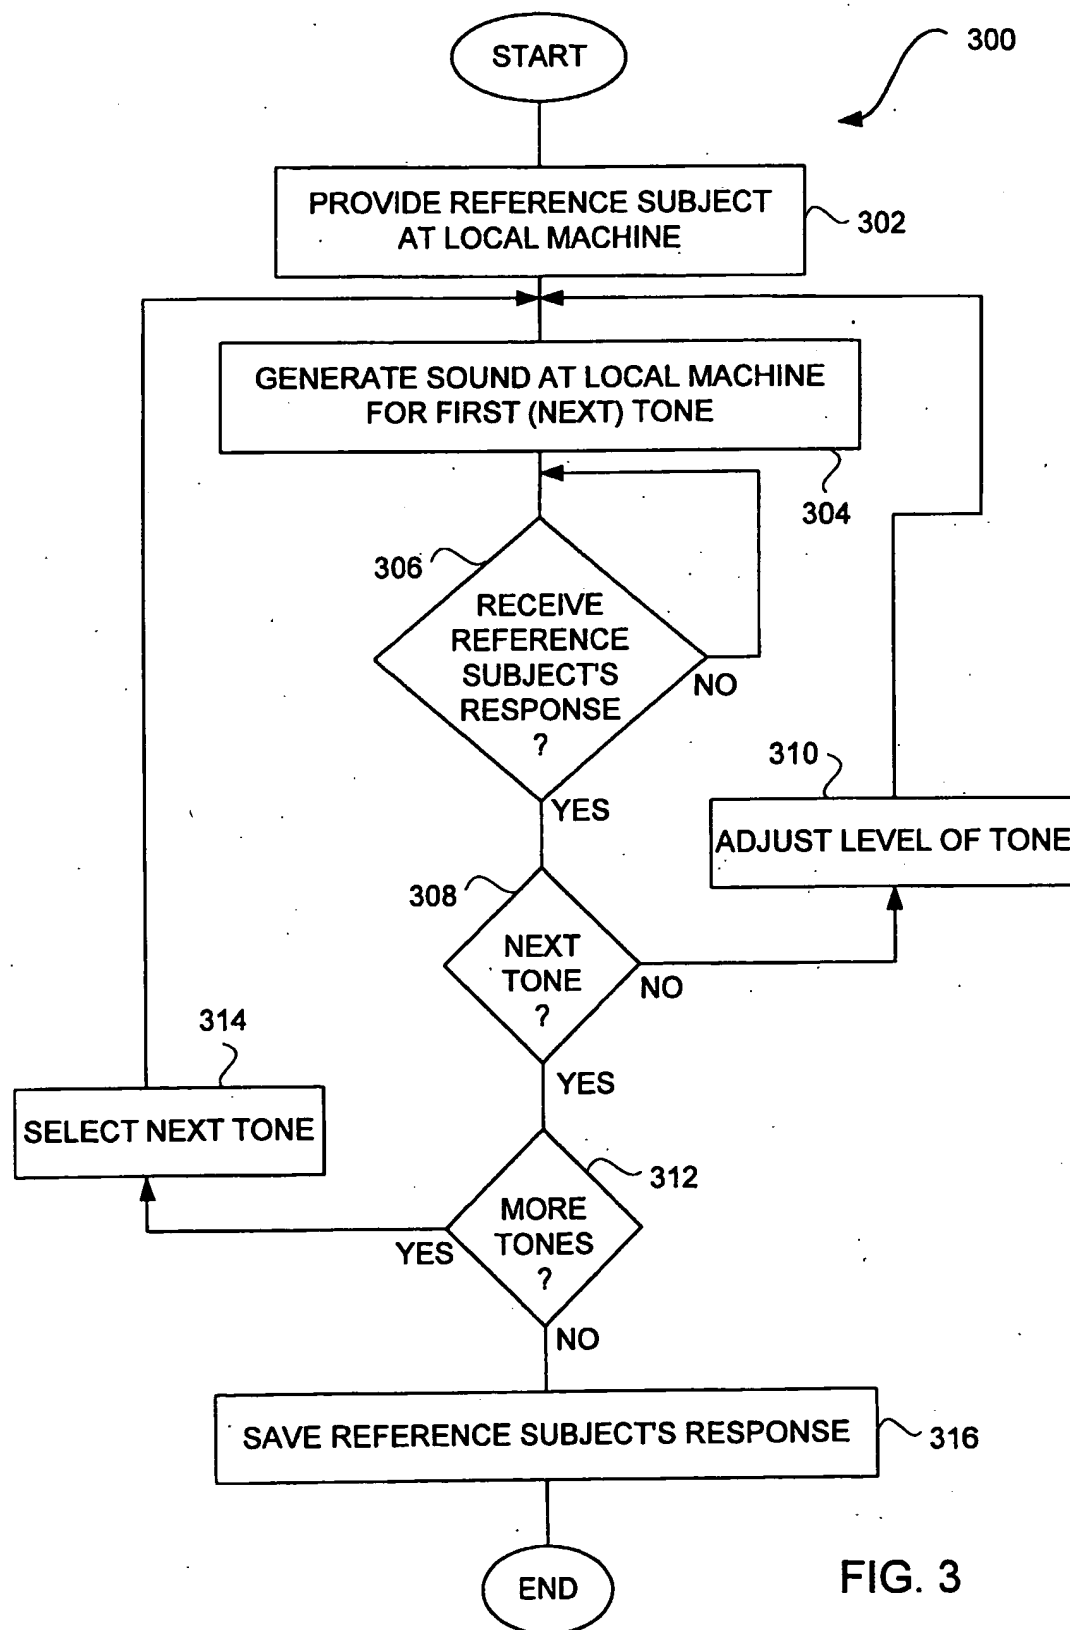 START
300
PROVIDE REFERENCE SUBJECT
AT LOCAL MACHINE
302
GENERATE SOUND AT LOCAL MACHINE
FOR FIRST (NEXT) TONE
304
306
RECEIVE
REFERENCE
SUBJECT'S
RESPONSE
?
NO
YES
310
ADJUST LEVEL OF TONE
308
NEXT
TONE
?
NO
YES
314
SELECT NEXT TONE
312
MORE
TONES
?
YES
NO
SAVE REFERENCE SUBJECT'S RESPONSE
316
END
FIG. 3